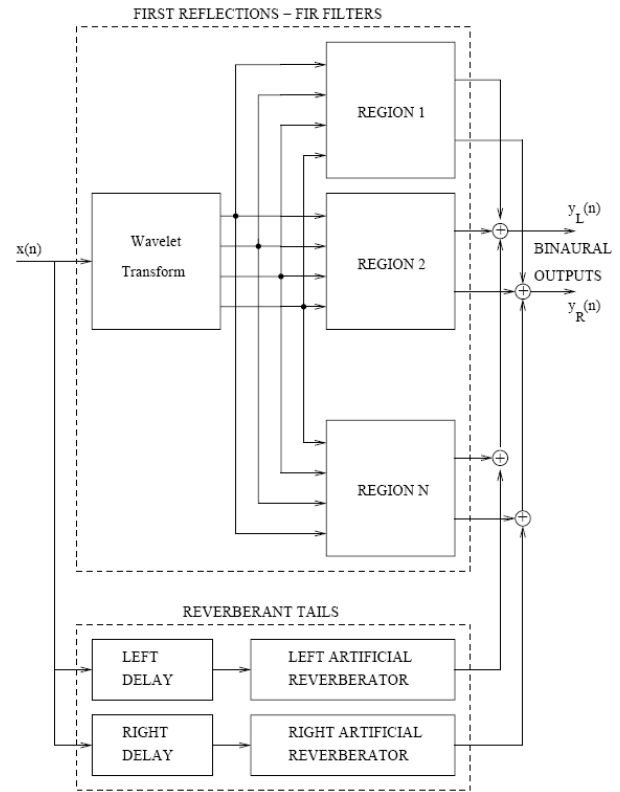 FIRST REFLECTIONS – FIR FILTERS
REGION 1
x(n)
Wavelet
Transform
REGION 2
y_L(n)
BINAURAL
OUTPUTS
y_R(n)
REGION N
REVERBERANT TAILS
LEFT
DELAY
LEFT ARTIFICIAL
REVERBERATOR
RIGHT
DELAY
RIGHT ARTIFICIAL
REVERBERATOR